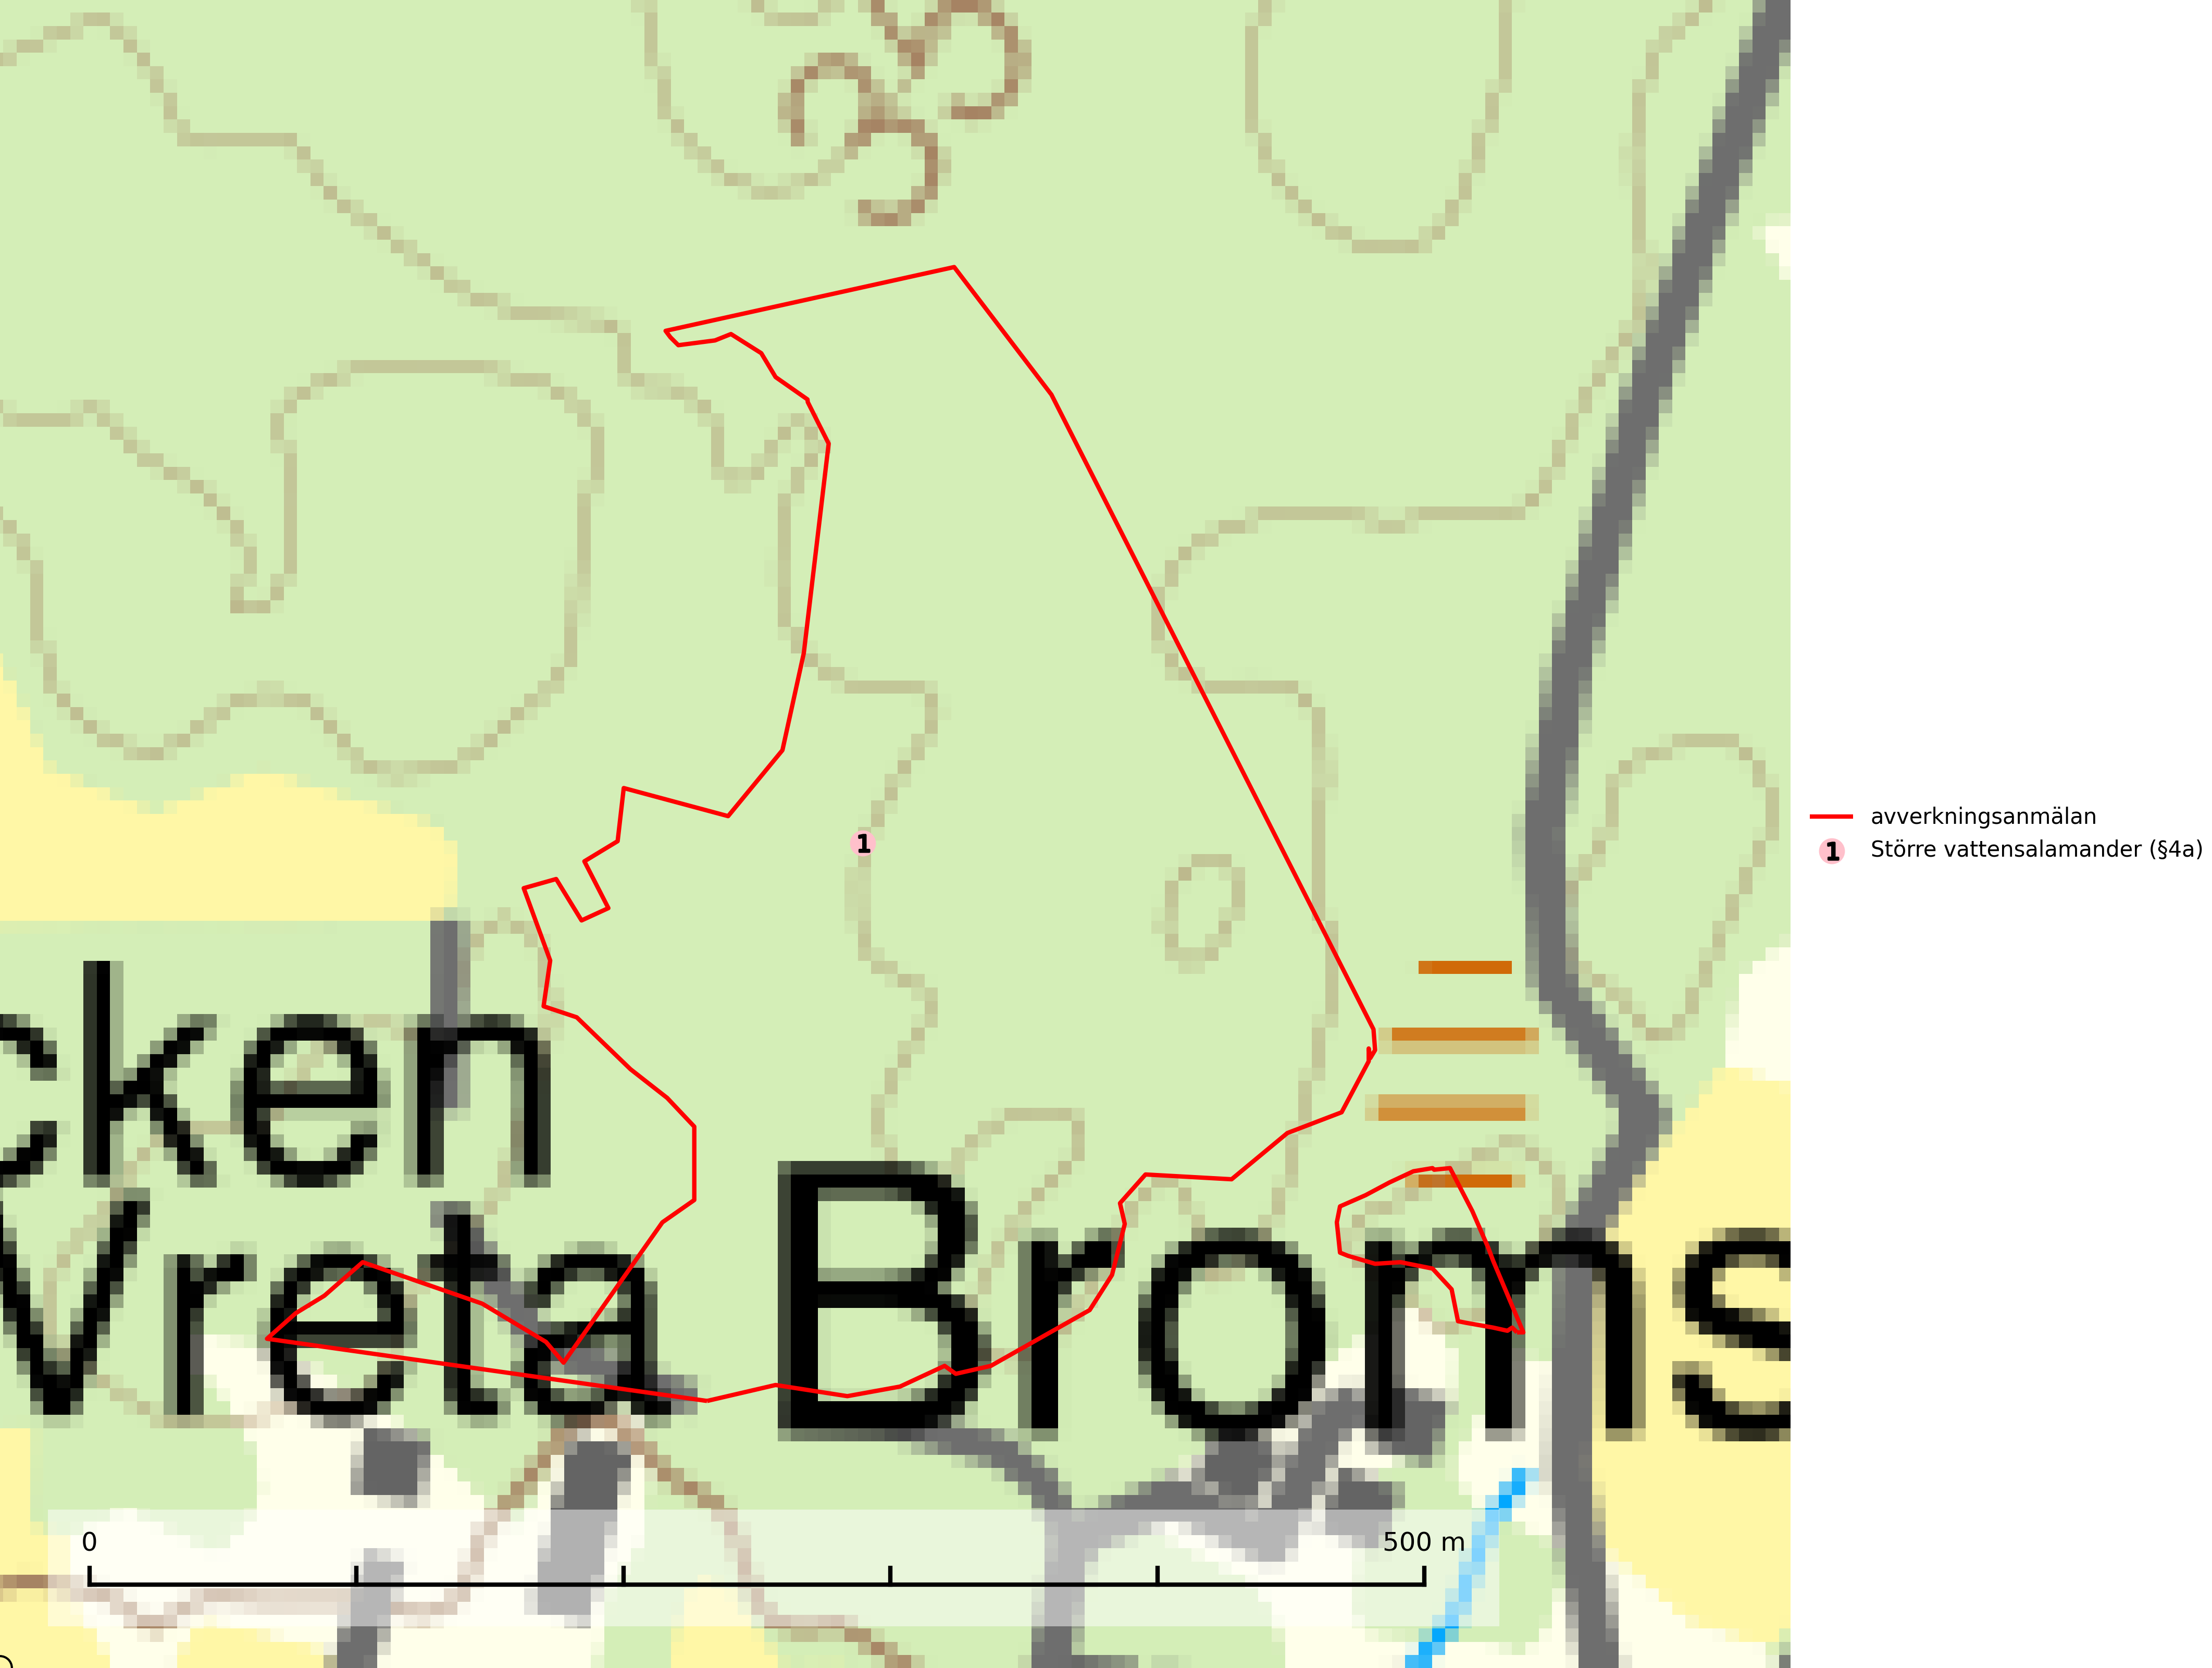 1
avverkningsanmälan
1 Större vattensalamander (§4a)
cken
Vreta Broms
0 500 m